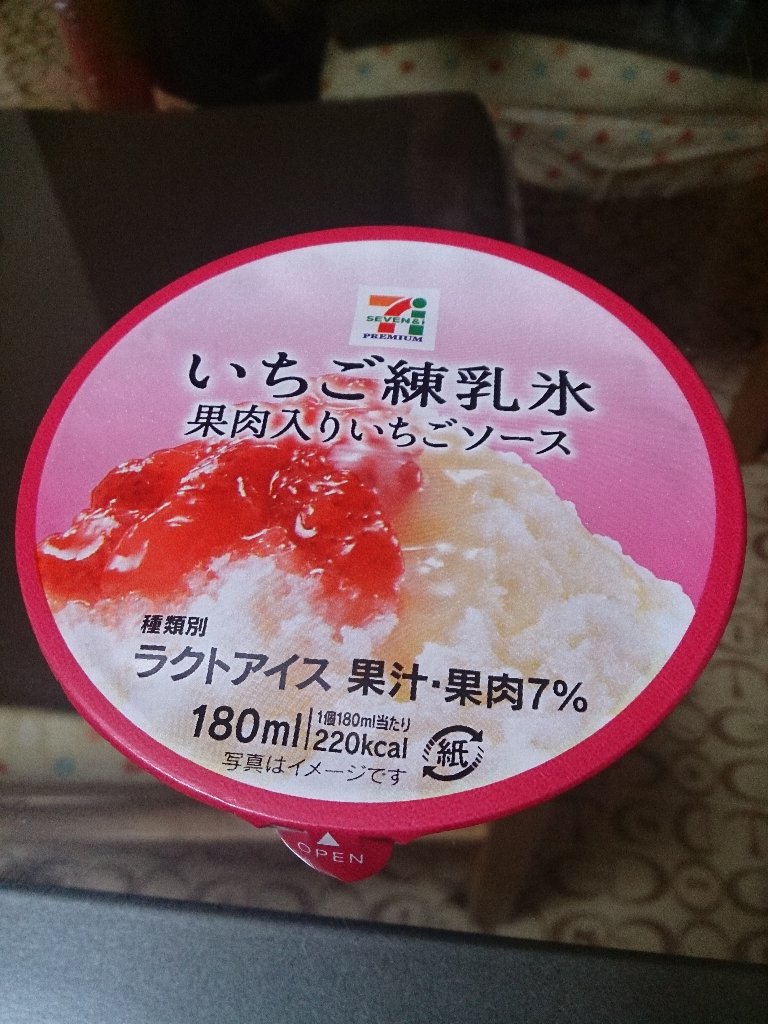 SEVEN&i
PREMIUM
いちご練乳氷
果肉入りいちごソース
種類別
ラクトアイス 果汁・果肉7%
180ml 1個180ml当たり
220kcal
紙
写真はイメージです
OPEN